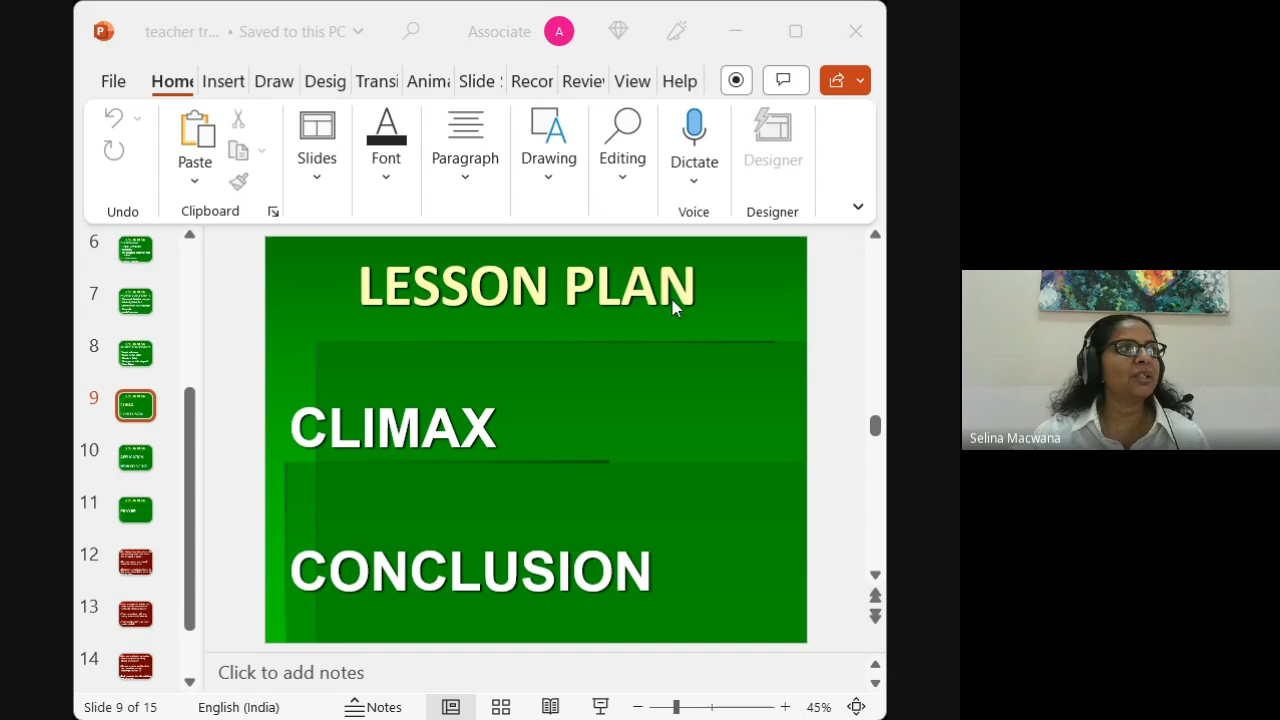 teacher tr... • Saved to this PC
Associate
A
File Home Insert Draw Desig Transi Anima Slide Recor Review View Help
Paste
Slides
Font
Paragraph
Drawing
Editing
Dictate
Designer
Undo
Clipboard
Voice
Designer
6
7
8
9
10
11
12
13
14
LESSON PLAN
CLIMAX
CONCLUSION
Selina Macwana
Click to add notes
Slide 9 of 15
English (India)
Notes
45%